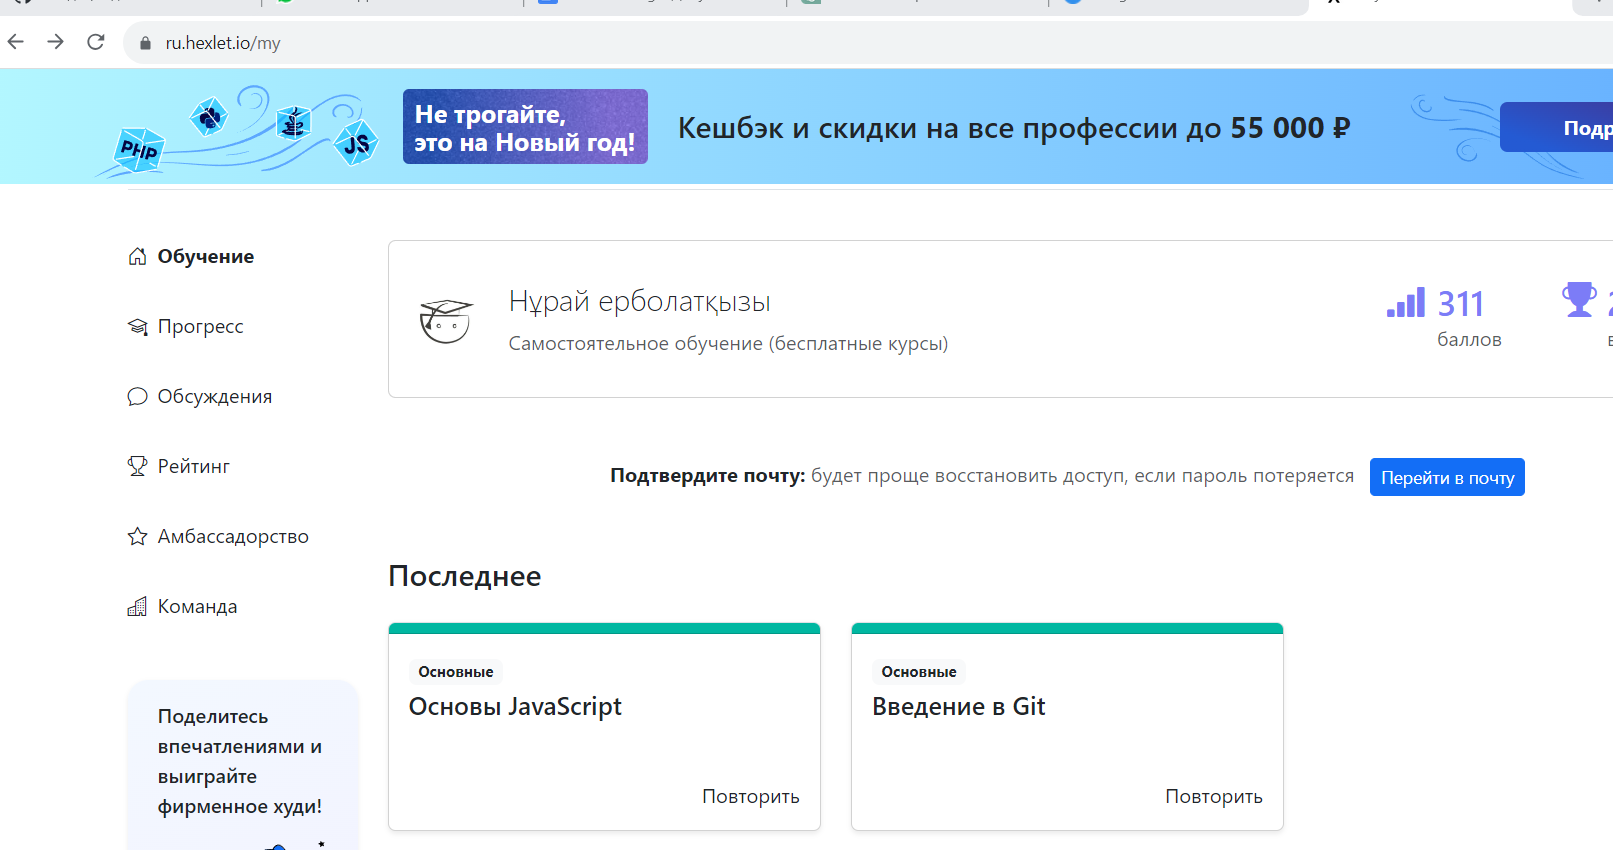 ru.hexlet.io/my
PHP
JS
Не трогайте,
это на Новый год!
Кешбэк и скидки на все профессии до 55 000 ₽
Обучение
Прогресс
Обсуждения
Рейтинг
Амбассадорство
Команда
Поделитесь
впечатлениями и
выиграйте
фирменное худи!
Нұрай ерболатқызы
Самостоятельное обучение (бесплатные курсы)
311
баллов
Подтвердите почту: будет проще восстановить доступ, если пароль потеряется
Перейти в почту
Последнее
Основные
Основы JavaScript
Повторить
Основные
Введение в Git
Повторить